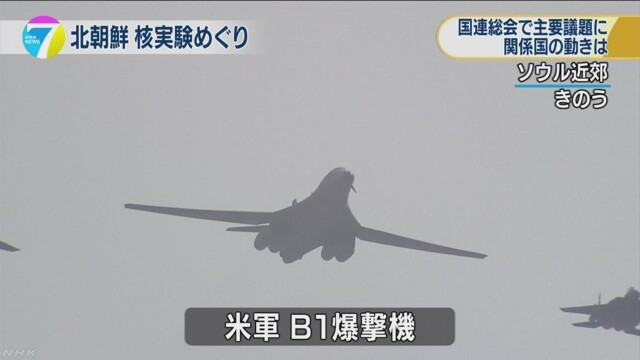 7
NHK NEWS
北朝鮮 核実験めぐり
国連総会で主要議題に
関係国の動きは
ソウル近郊
きのう
米軍 B1爆撃機
NHK